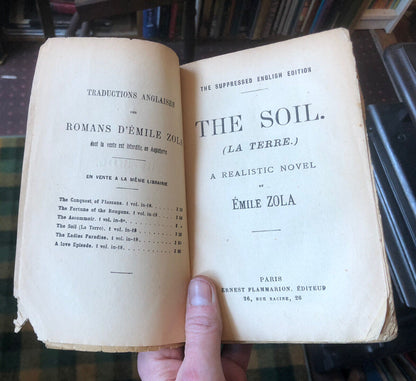 TRADUCTIONS ANGLAISES
DES
ROMANS D'ÉMILE ZOLA
dont la vente est interdite en Angleterre
EN VENTE À LA MÊME LIBRAIRIE
The Conquest of Plassans. 1 vol. in-18.
The Fortune of the Rougons. 1 vol. in-18.
The Assommoir. 1 vol. in-8º.
The Soil (La Terre). 1 vol. in-18
The Ladies Paradise. 1 vol. in-18.
A love Episode. 1 vol. in-18.
THE SUPPRESSED ENGLISH EDITION
THE SOIL.
(LA TERRE.)
A REALISTIC NOVEL
BY
ÉMILE ZOLA
PARIS
ERNEST FLAMMARION, ÉDITEUR
26, RUE RACINE, 26